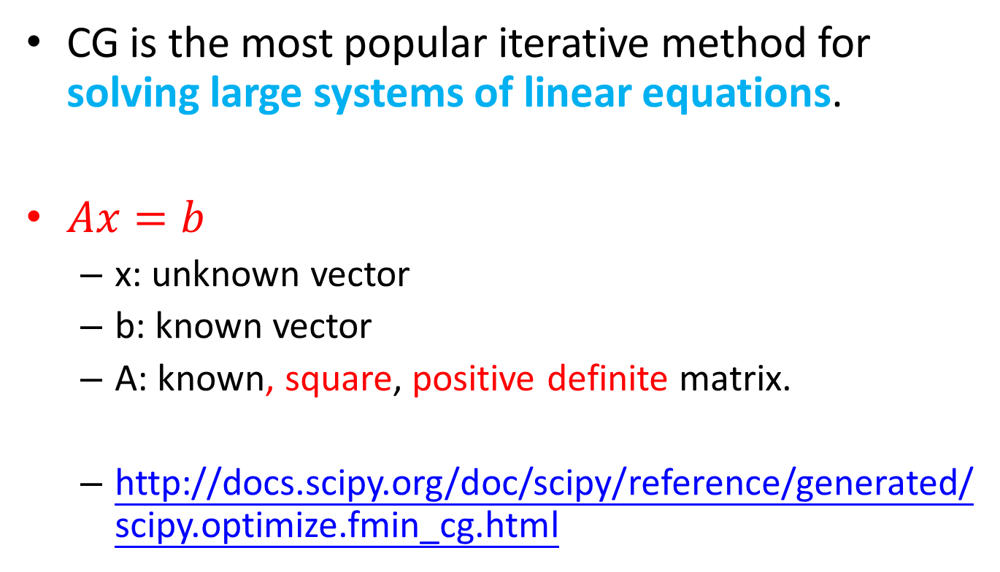 • CG is the most popular iterative method for
solving large systems of linear equations.
• Ax = b
– x: unknown vector
– b: known vector
– A: known, square, positive definite matrix.
– http://docs.scipy.org/doc/scipy/reference/generated/
scipy.optimize.fmin_cg.html